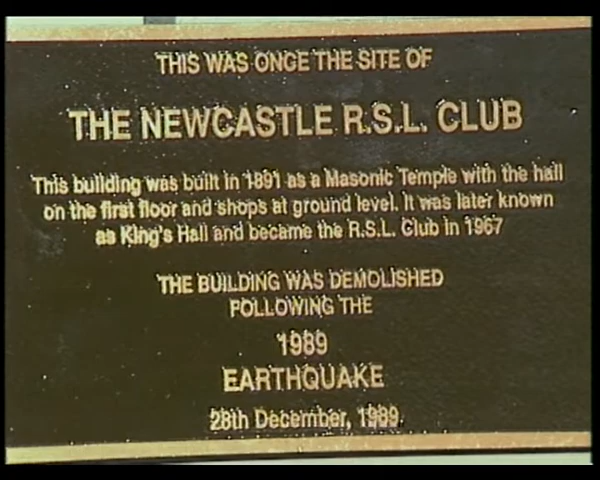 THIS WAS ONCE THE SITE OF
THE NEWCASTLE R.S.L. CLUB
This building was built in 1891 as a Masonic Temple with the hall
on the first floor and shops at ground level. It was later known
as King's Hall and became the R.S.L. Club in 1967
THE BUILDING WAS DEMOLISHED
FOLLOWING THE
1989
EARTHQUAKE
28th December, 1989.